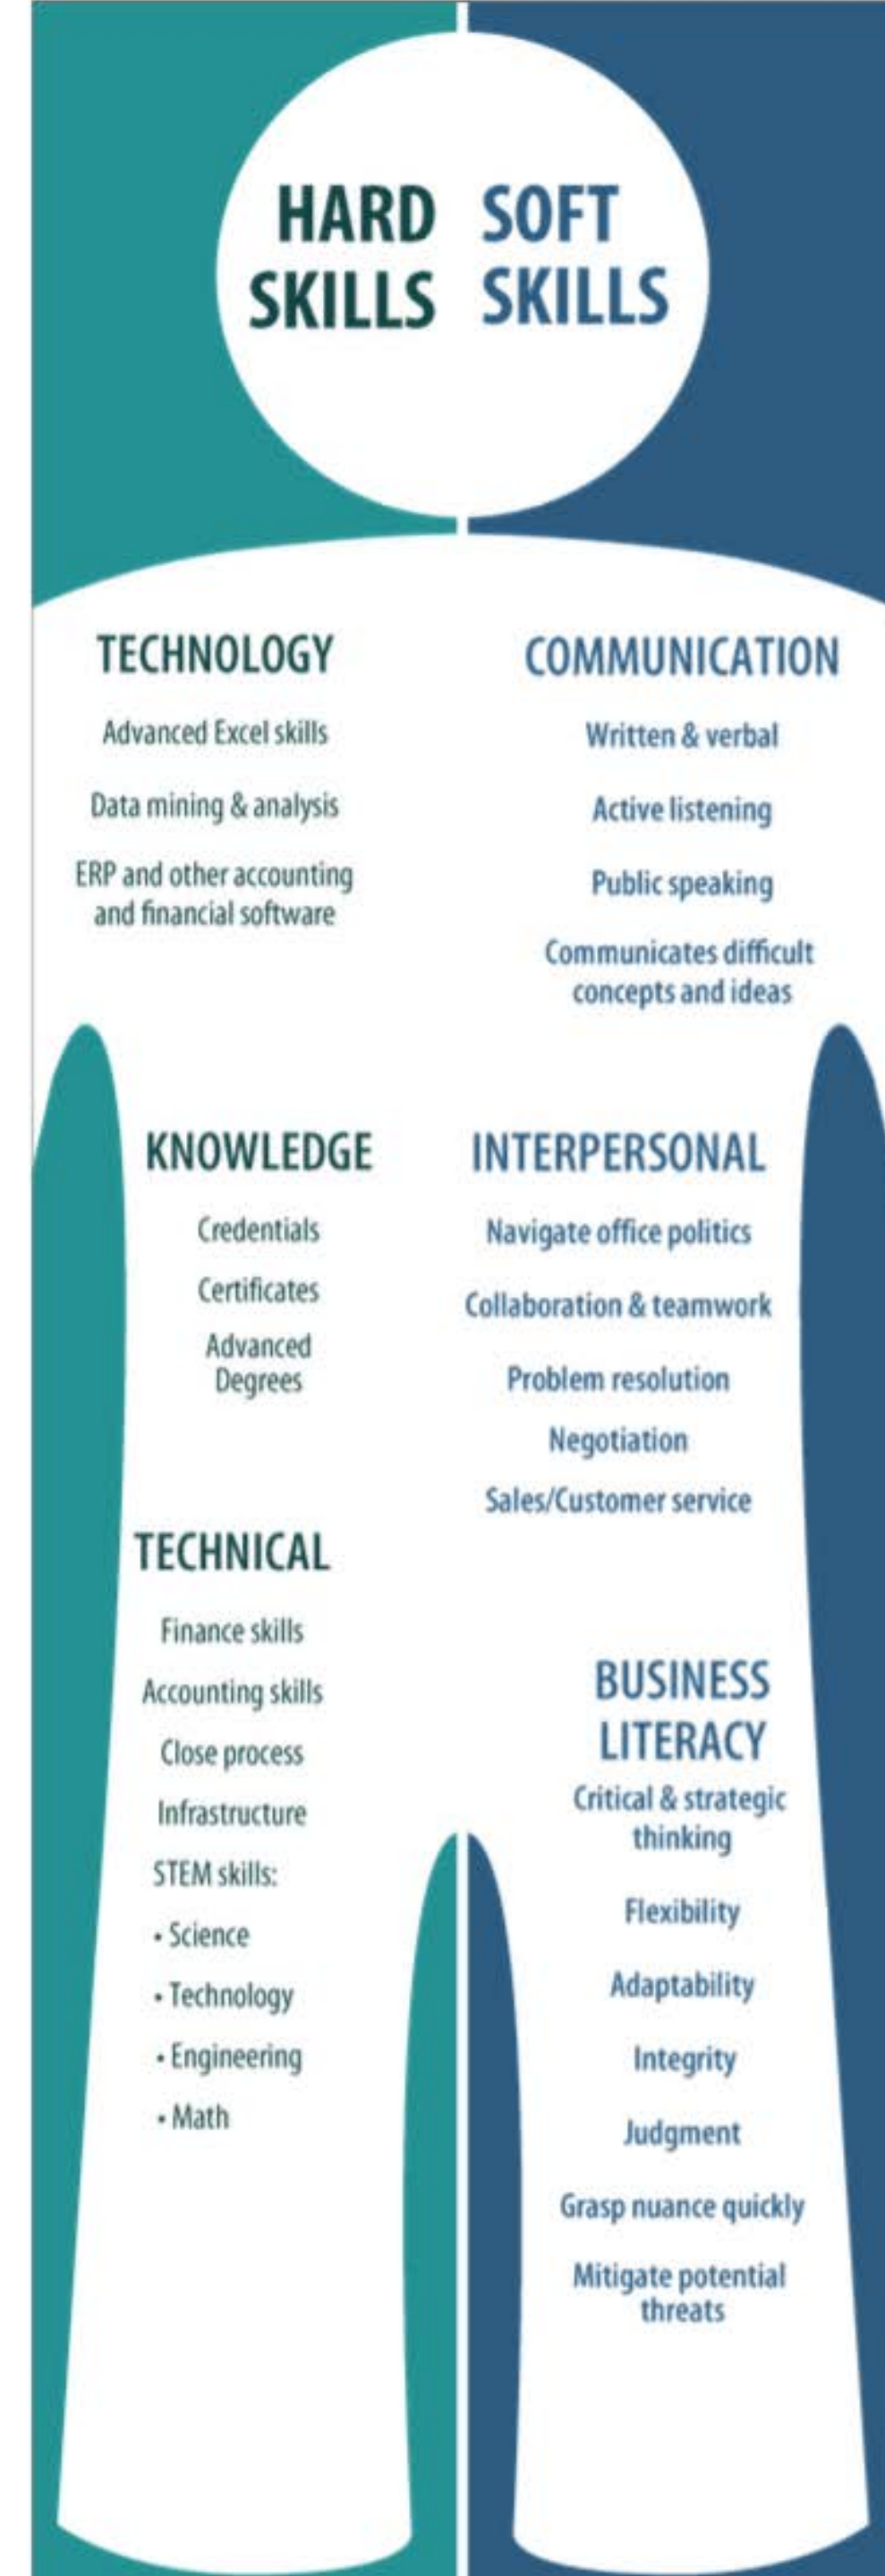 HARD
SKILLS
TECHNOLOGY
Advanced Excel skills
Data mining & analysis
ERP and other accounting
and financial software
KNOWLEDGE
Credentials
Certificates
Advanced
Degrees
TECHNICAL
Finance skills
Accounting skills
Close process
Infrastructure
STEM skills:
• Science
• Technology
• Engineering
• Math
SOFT
SKILLS
COMMUNICATION
Written & verbal
Active listening
Public speaking
Communicates difficult
concepts and ideas
INTERPERSONAL
Navigate office politics
Collaboration & teamwork
Problem resolution
Negotiation
Sales/Customer service
BUSINESS
LITERACY
Critical & strategic
thinking
Flexibility
Adaptability
Integrity
Judgment
Grasp nuance quickly
Mitigate potential
threats